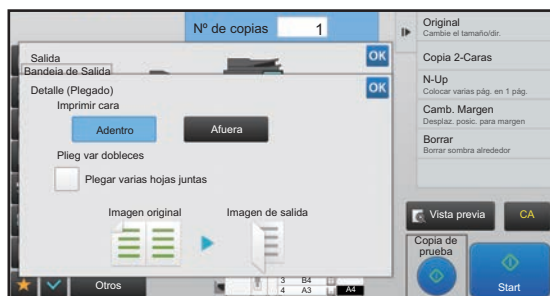 Nº de copias 1
Salida
OK
Bandeja de Salida
Detalle (Plegado)
OK
Imprimir cara
Adentro
Afuera
Plieg var dobleces
Plegar varias hojas juntas
Imagen original
Imagen de salida
Otros
3 B4
4 A3
A4
Original
Cambie el tamaño/dir.
Copia 2-Caras
N-Up
Colocar varias pág. en 1 pág.
Camb. Margen
Desplaz. posic. para margen
Borrar
Borrar sombra alrededor
Vista previa
CA
Copia de
prueba
Start